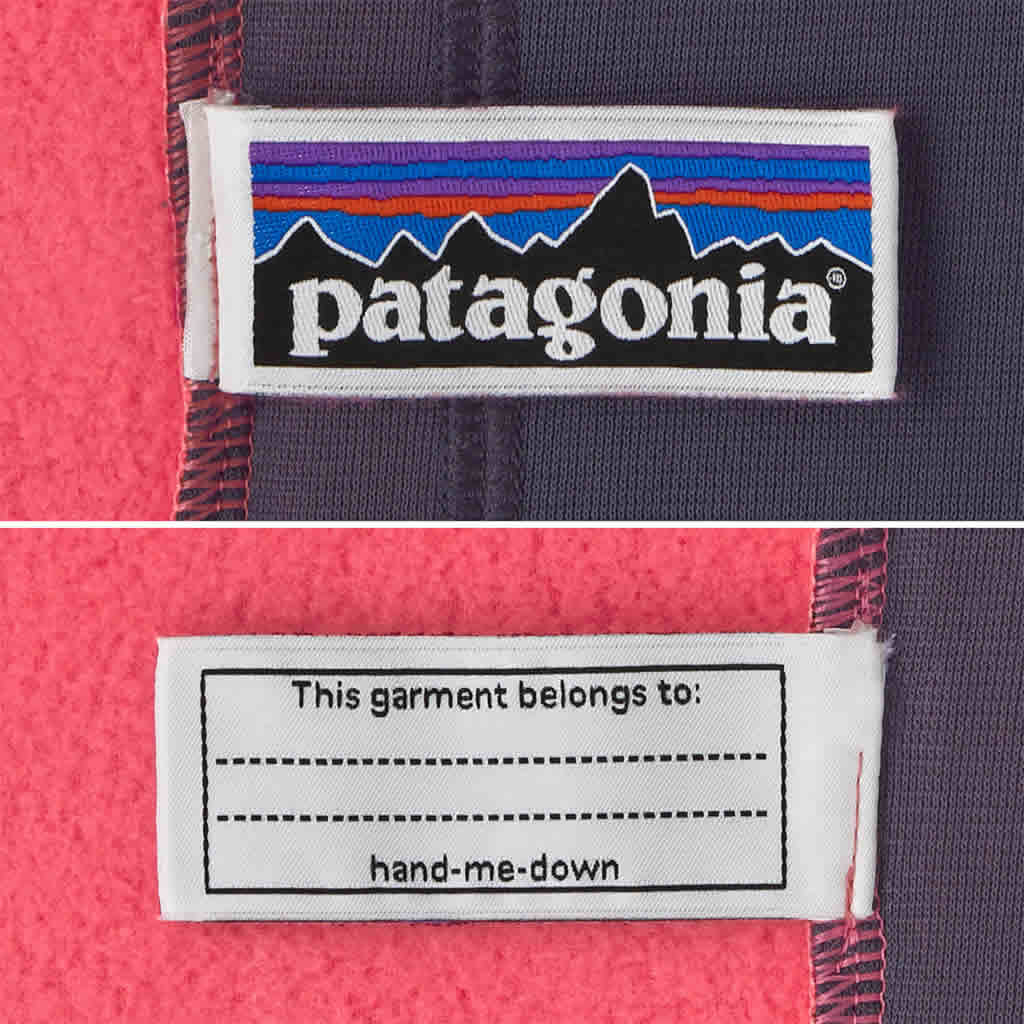 patagonia®
This garment belongs to:
hand-me-down